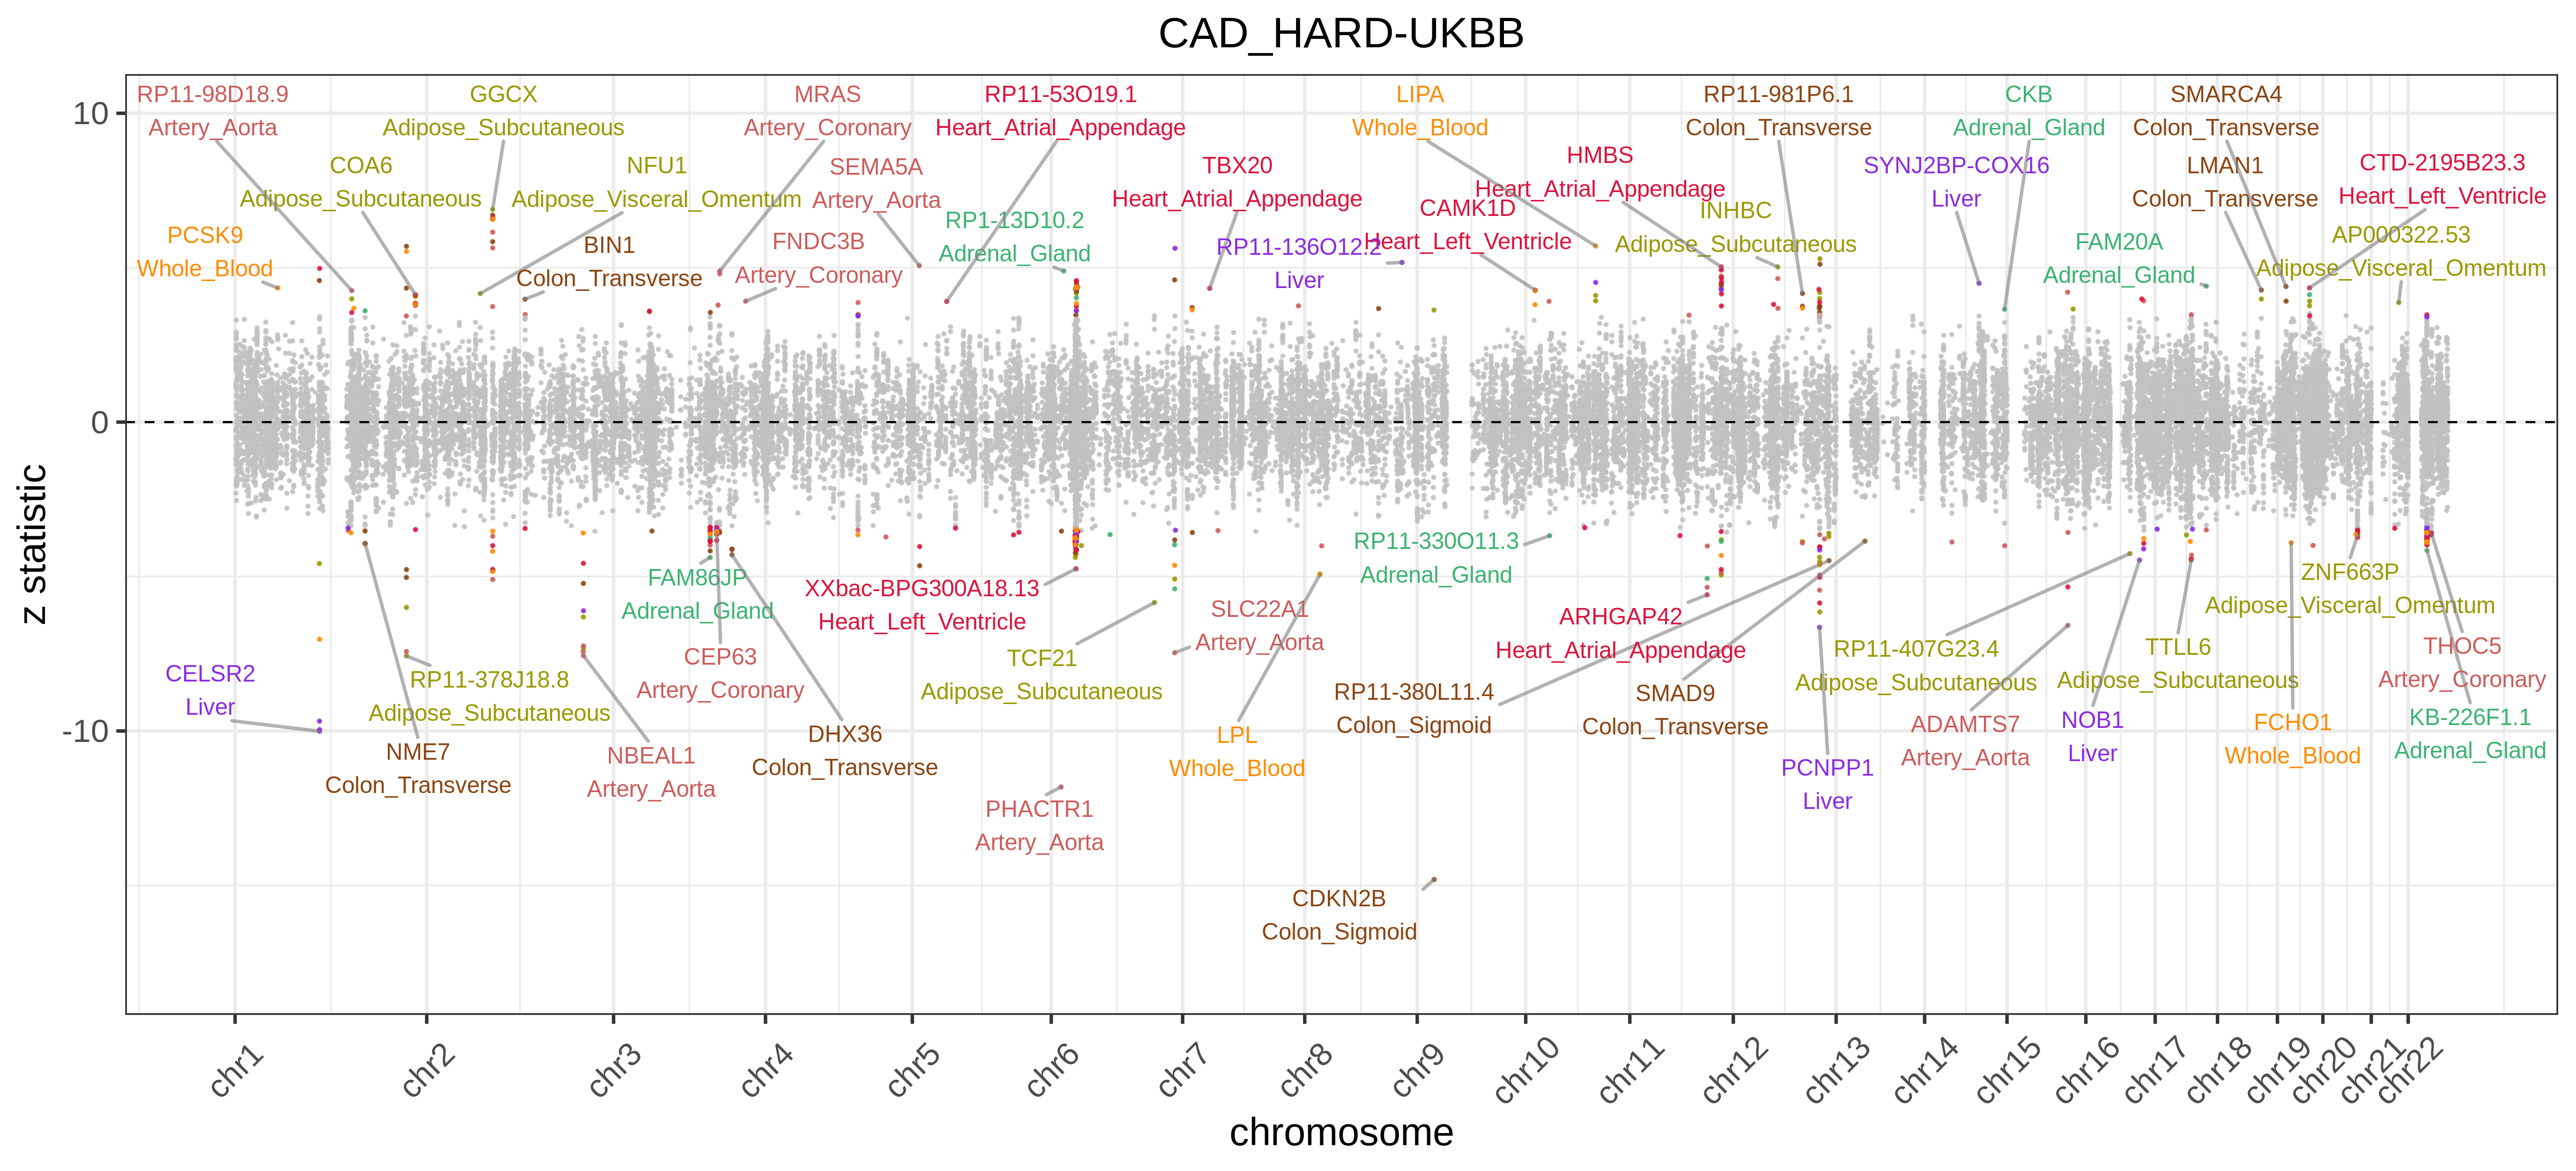 CAD_HARD-UKBB
z statistic
10
0
-10
RP11-98D18.9
Artery_Aorta
GGCX
Adipose_Subcutaneous
MRAS
Artery_Coronary
RP11-53O19.1
Heart_Atrial_Appendage
LIPA
Whole_Blood
RP11-981P6.1
Colon_Transverse
CKB
Adrenal_Gland
SMARCA4
Colon_Transverse
COA6
Adipose_Subcutaneous
NFU1
Adipose_Visceral_Omentum
SEMA5A
Artery_Aorta
TBX20
Heart_Atrial_Appendage
HMBS
Heart_Atrial_Appendage
SYNJ2BP-COX16
Liver
LMAN1
Colon_Transverse
CTD-2195B23.3
Heart_Left_Ventricle
PCSK9
Whole_Blood
BIN1
Colon_Transverse
FNDC3B
Artery_Coronary
RP1-13D10.2
Adrenal_Gland
RP11-136O12.2
Liver
CAMK1D
Heart_Left_Ventricle
INHBC
Adipose_Subcutaneous
FAM20A
Adrenal_Gland
AP000322.53
Adipose_Visceral_Omentum
CELSR2
Liver
RP11-378J18.8
Adipose_Subcutaneous
NME7
Colon_Transverse
NBEAL1
Artery_Aorta
FAM86JP
Adrenal_Gland
CEP63
Artery_Coronary
DHX36
Colon_Transverse
XXbac-BPG300A18.13
Heart_Left_Ventricle
TCF21
Adipose_Subcutaneous
PHACTR1
Artery_Aorta
SLC22A1
Artery_Aorta
LPL
Whole_Blood
CDKN2B
Colon_Sigmoid
RP11-330O11.3
Adrenal_Gland
ARHGAP42
Heart_Atrial_Appendage
RP11-380L11.4
Colon_Sigmoid
SMAD9
Colon_Transverse
PCNPP1
Liver
RP11-407G23.4
Adipose_Subcutaneous
ADAMTS7
Artery_Aorta
NOB1
Liver
TTLL6
Adipose_Subcutaneous
ZNF663P
Adipose_Visceral_Omentum
FCHO1
Whole_Blood
THOC5
Artery_Coronary
KB-226F1.1
Adrenal_Gland
chr1
chr2
chr3
chr4
chr5
chr6
chr7
chr8
chr9
chr10
chr11
chr12
chr13
chr14
chr15
chr16
chr17
chr18
chr19
chr20
chr21
chr22
chromosome